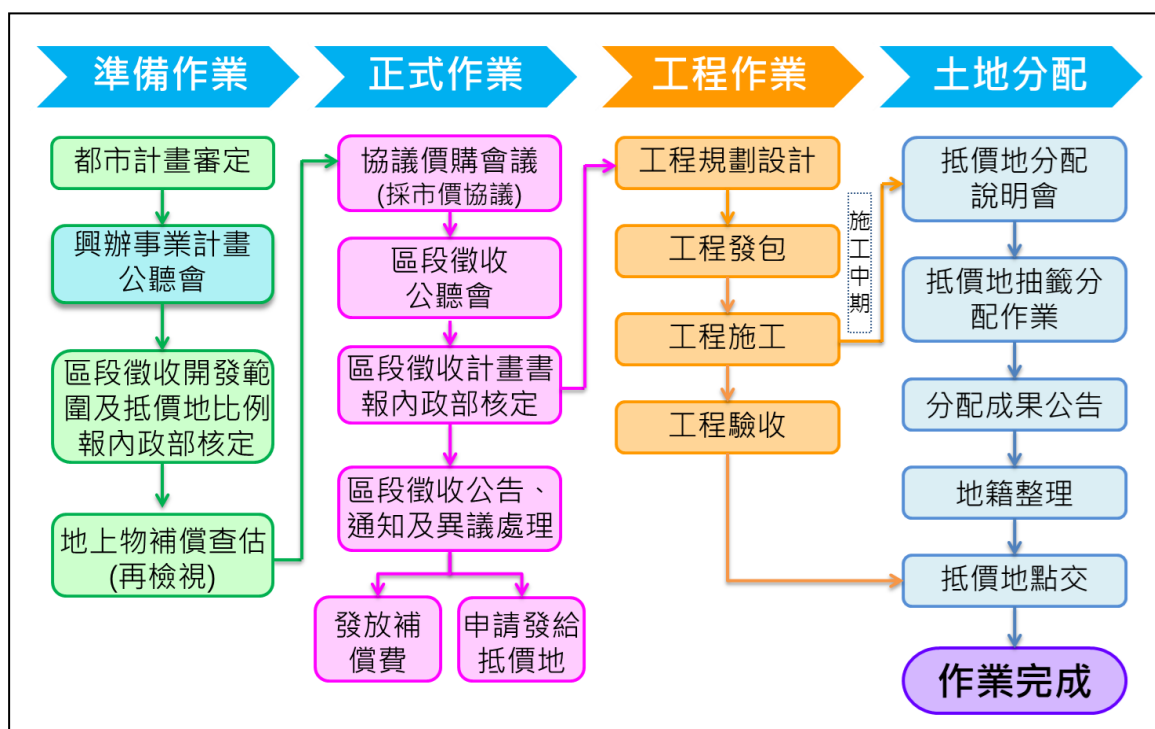 準備作業
正式作業
工程作業
土地分配
都市計畫審定
興辦事業計畫
公聽會
區段徵收開發範
圍及抵價地比例
報內政部核定
地上物補償查估
(再檢視)
協議價購會議
(採市價協議)
區段徵收
公聽會
區段徵收計畫書
報內政部核定
區段徵收公告、
通知及異議處理
發放補
償費
申請發給
抵價地
工程規劃設計
工程發包
工程施工
工程驗收
施工中期
抵價地分配
說明會
抵價地抽籤分
配作業
分配成果公告
地籍整理
抵價地點交
作業完成